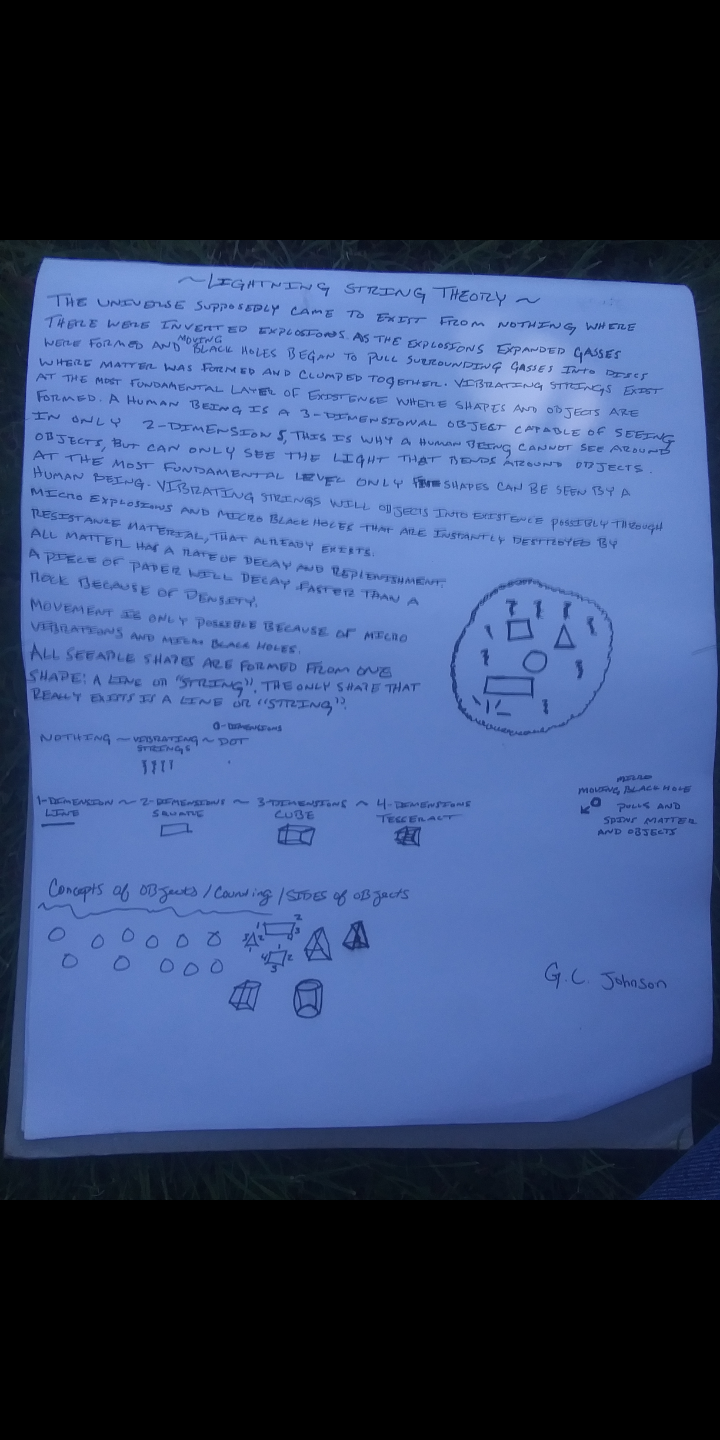 ~ LIGHTNING STRING THEORY ~
THE UNIVERSE SUPPOSEDLY CAME TO EXIST FROM NOTHING WHERE
THERE WERE INVERTED EXPLOSIONS. AS THE EXPLOSIONS EXPANDED GASSES
WERE FORMED AND MOVING BLACK HOLES BEGAN TO PULL SURROUNDING GASSES INTO DISCS
WHERE MATTER WAS FORMED AND CLUMPED TOGETHER. VIBRATING STRINGS EXIST
AT THE MOST FUNDAMENTAL LAYER OF EXISTENCE WHERE SHAPES AND OBJECTS ARE
FORMED. A HUMAN BEING IS A 3-DIMENSIONAL OBJECT CAPABLE OF SEEING
IN ONLY 2-DIMENSIONS, THIS IS WHY A HUMAN BEING CANNOT SEE AROUND
OBJECTS, BUT CAN ONLY SEE THE LIGHT THAT BENDS AROUND OBJECTS.
AT THE MOST FUNDAMENTAL LEVEL ONLY SHAPES CAN BE SEEN BY A
HUMAN BEING. VIBRATING STRINGS WILL OBJECTS INTO EXISTENCE POSSIBLY THROUGH
MICRO EXPLOSIONS AND MICRO BLACK HOLES THAT ARE INSTANTLY DESTROYED BY
RESISTANCE MATERIAL, THAT ALREADY EXISTS.
ALL MATTER HAS A RATE OF DECAY AND REPLENISHMENT.
A PIECE OF PAPER WILL DECAY FASTER THAN A
ROCK BECAUSE OF DENSITY.
MOVEMENT IS ONLY POSSIBLE BECAUSE OF MICRO
VIBRATIONS AND MICRO BLACK HOLES.
ALL SEEABLE SHAPES ARE FORMED FROM ONE
SHAPE: A LINE OR "STRING". THE ONLY SHAPE THAT
REALLY EXISTS IS A LINE OR "STRING".
0-DIMENSIONS
NOTHING ~ VIBRATING ~ DOT
STRINGS
1-DIMENSION ~ 2-DIMENSIONS ~ 3-DIMENSIONS ~ 4-DIMENSIONS
LINE SQUARE CUBE TESSERACT
MICRO
MOVING BLACK HOLE
PULLS AND
SPINS MATTER
AND OBJECTS
Concepts of OBJects / Counding / SIDES of OBJects
1 2
3 2 3
1 4 2
3
G.C. Johnson